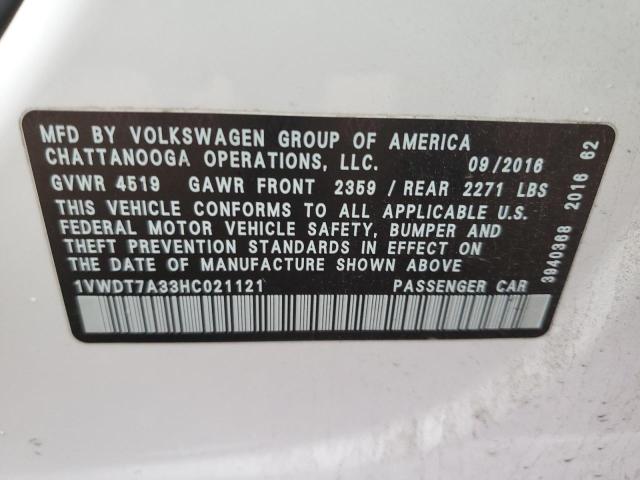 MFD BY VOLKSWAGEN GROUP OF AMERICA
CHATTANOOGA OPERATIONS, LLC. 09/2016
GVWR 4519 GAWR FRONT 2359 / REAR 2271 LBS
THIS VEHICLE CONFORMS TO ALL APPLICABLE U.S.
FEDERAL MOTOR VEHICLE SAFETY, BUMPER AND
THEFT PREVENTION STANDARDS IN EFFECT ON
THE DATE OF MANUFACTURE SHOWN ABOVE
1VWDT7A33HC021121 PASSENGER CAR
3940368 2016 62